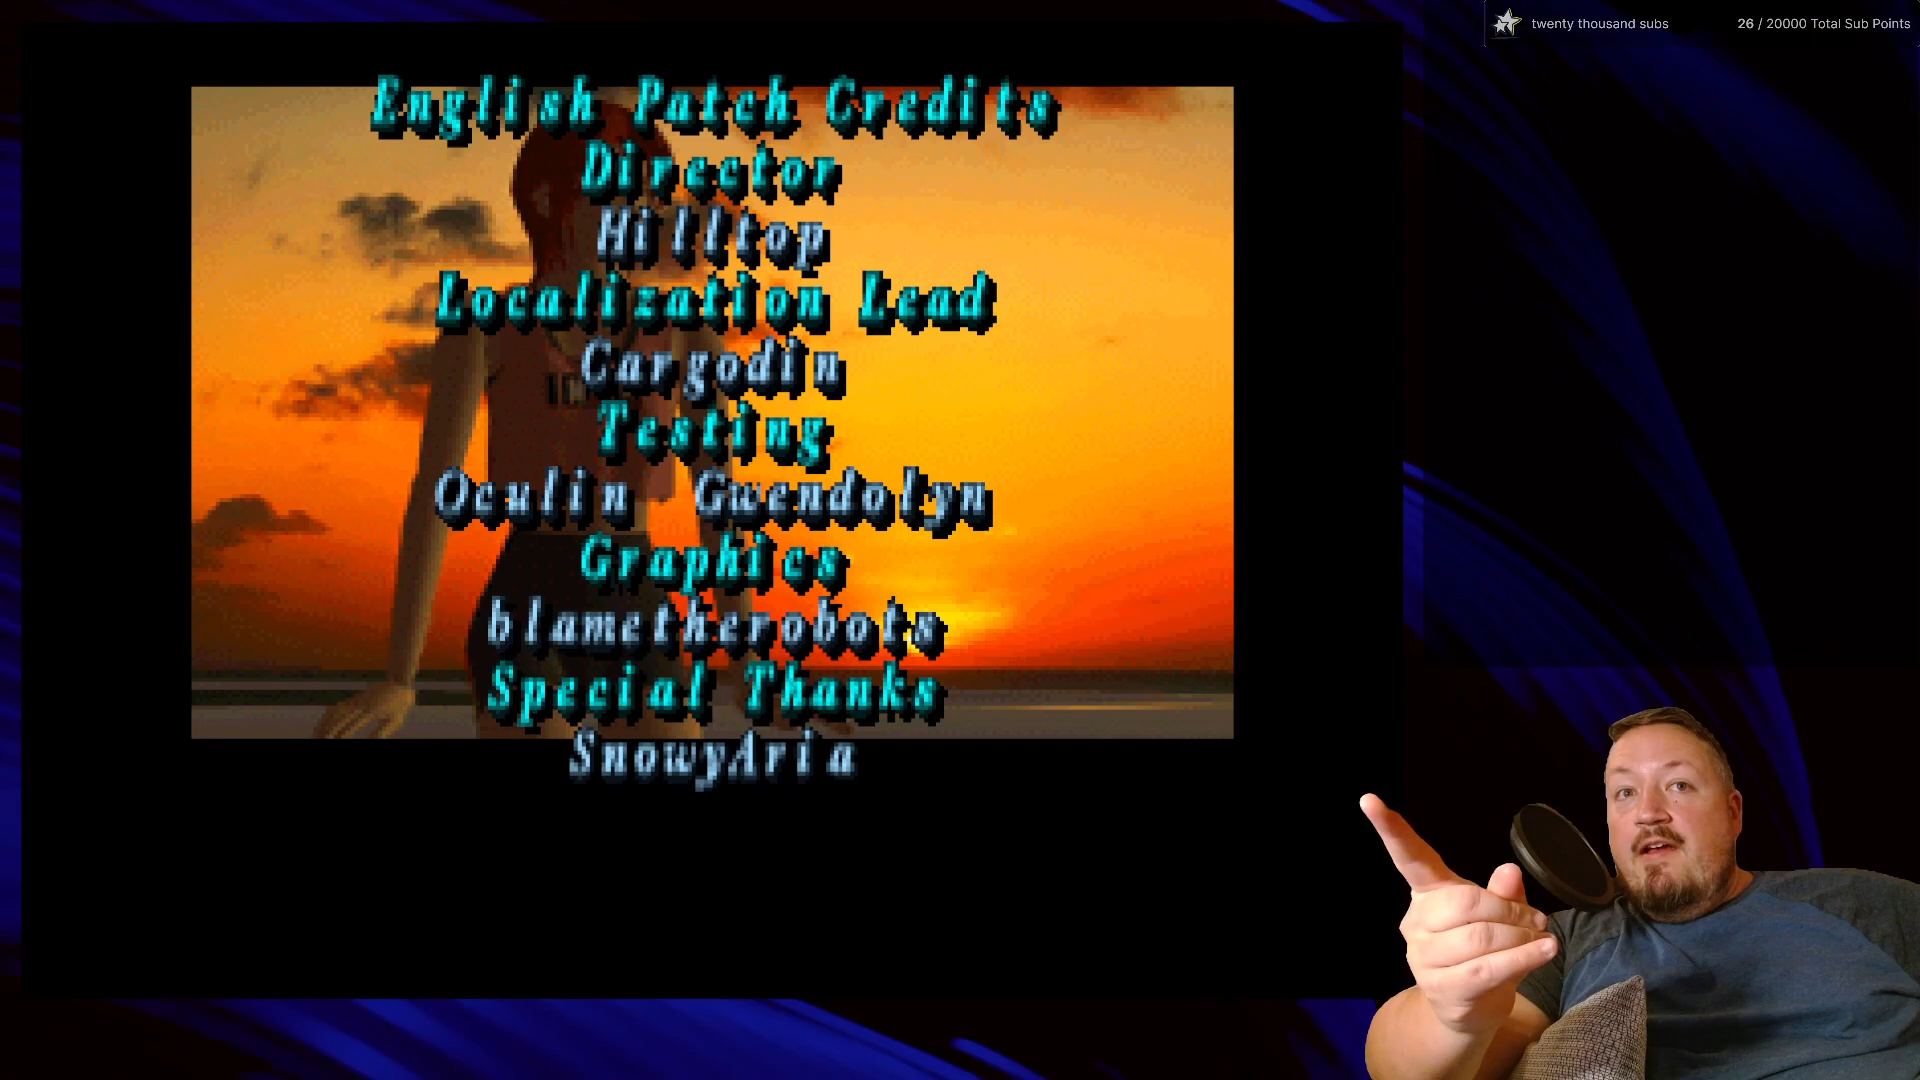 twenty thousand subs 26 / 20000 Total Sub Points
English Patch Credits
Director
Hilltop
Localization Lead
Cargodin
Testing
Oculin Gwendolyn
Graphics
blametherobots
Special Thanks
SnowyAria